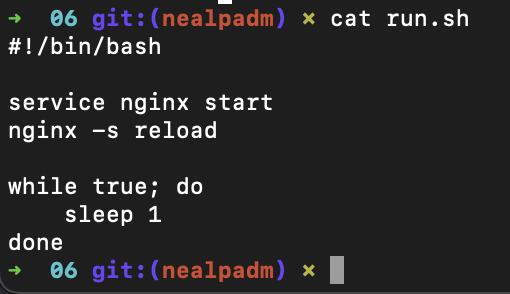 ➜  06 git:(nealpadm) × cat run.sh
#!/bin/bash

service nginx start
nginx -s reload

while true; do
    sleep 1
done
➜  06 git:(nealpadm) ×